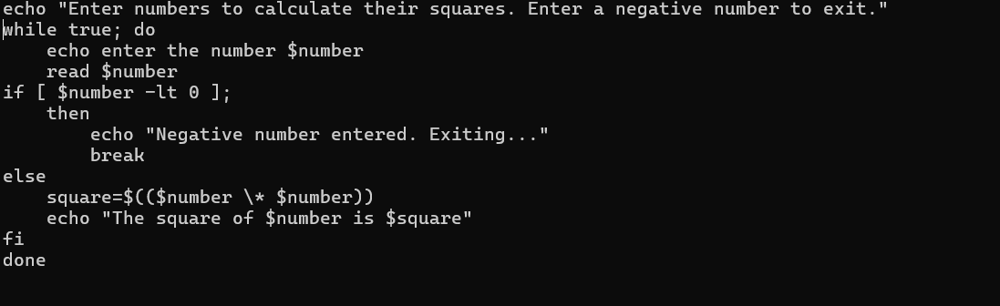 echo "Enter numbers to calculate their squares. Enter a negative number to exit."
while true; do
    echo enter the number $number
    read $number
if [ $number -lt 0 ];
    then
        echo "Negative number entered. Exiting..."
        break
else
    square=$(($number \* $number))
    echo "The square of $number is $square"
fi
done